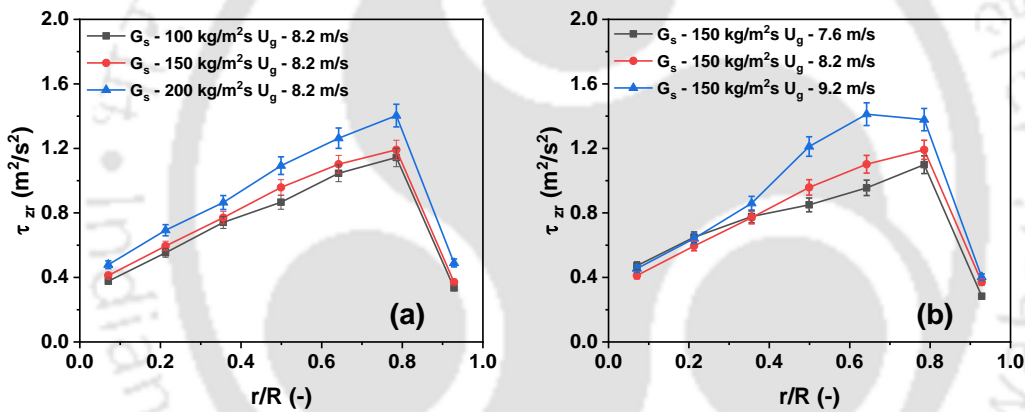 G_s - 100 kg/m²s U_g - 8.2 m/s
G_s - 150 kg/m²s U_g - 8.2 m/s
G_s - 200 kg/m²s U_g - 8.2 m/s
2.0
1.6
1.2
0.8
0.4
0.0
τ_zr (m²/s²)
0.0 0.2 0.4 0.6 0.8 1.0
r/R (-)
(a)
G_s - 150 kg/m²s U_g - 7.6 m/s
G_s - 150 kg/m²s U_g - 8.2 m/s
G_s - 150 kg/m²s U_g - 9.2 m/s
2.0
1.6
1.2
0.8
0.4
0.0
τ_zr (m²/s²)
0.0 0.2 0.4 0.6 0.8 1.0
r/R (-)
(b)